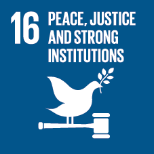 16 PEACE, JUSTICE
AND STRONG
INSTITUTIONS